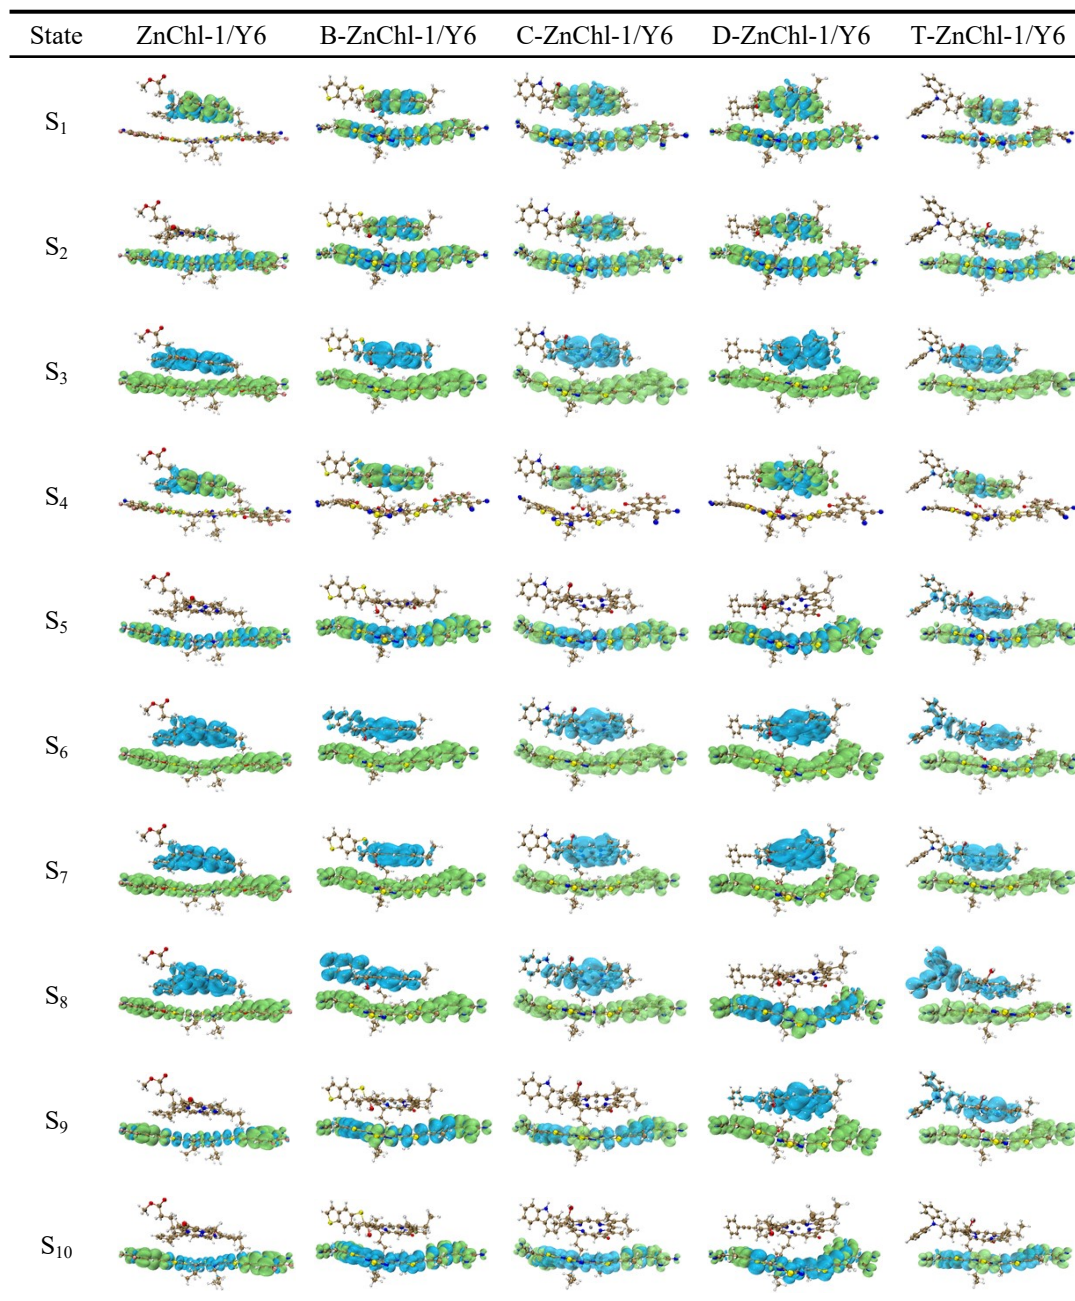 State ZnChl-1/Y6 B-ZnChl-1/Y6 C-ZnChl-1/Y6 D-ZnChl-1/Y6 T-ZnChl-1/Y6
S₁
S₂
S₃
S₄
S₅
S₆
S₇
S₈
S₉
S₁₀